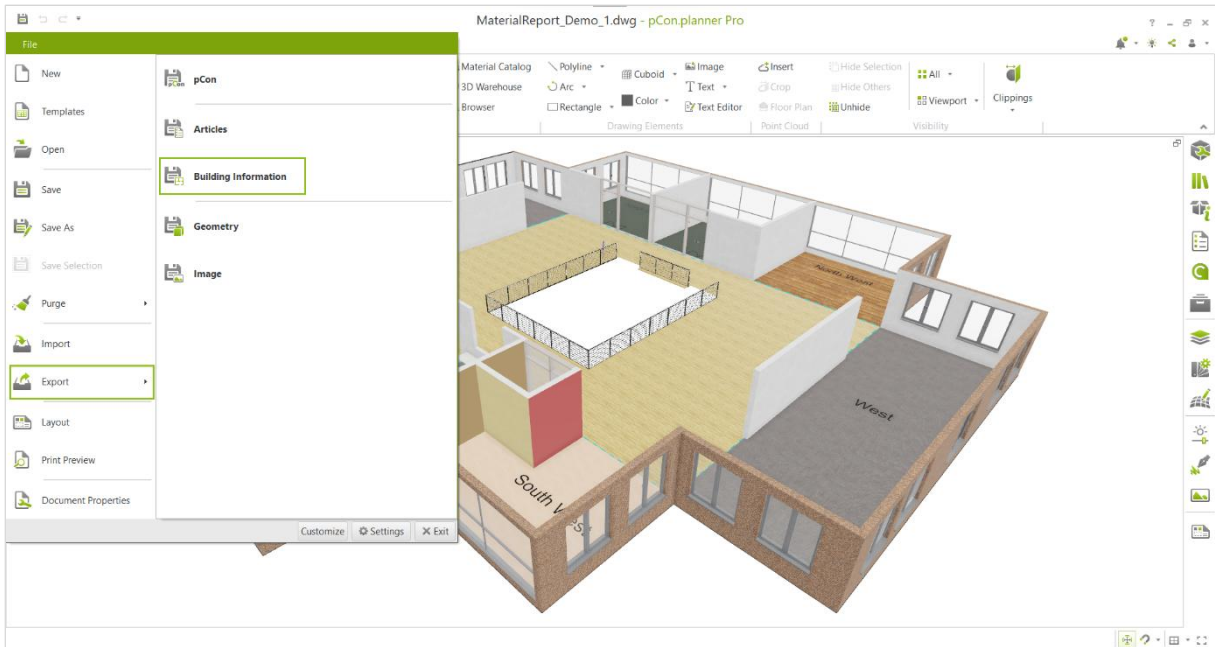 MaterialReport_Demo_1.dwg - pCon.planner Pro
File
New
Templates
Open
Save
Save As
Save Selection
Purge
Import
Export
Layout
Print Preview
Document Properties
pCon
Articles
Building Information
Geometry
Image
Customize
Settings
Exit
Material Catalog
3D Warehouse
Browser
Polyline
Arc
Rectangle
Cuboid
Color
Image
Text
Text Editor
Drawing Elements
Insert
Crop
Floor Plan
Point Cloud
Hide Selection
Hide Others
Unhide
All
Viewport
Visibility
Clippings
North West
West
South West